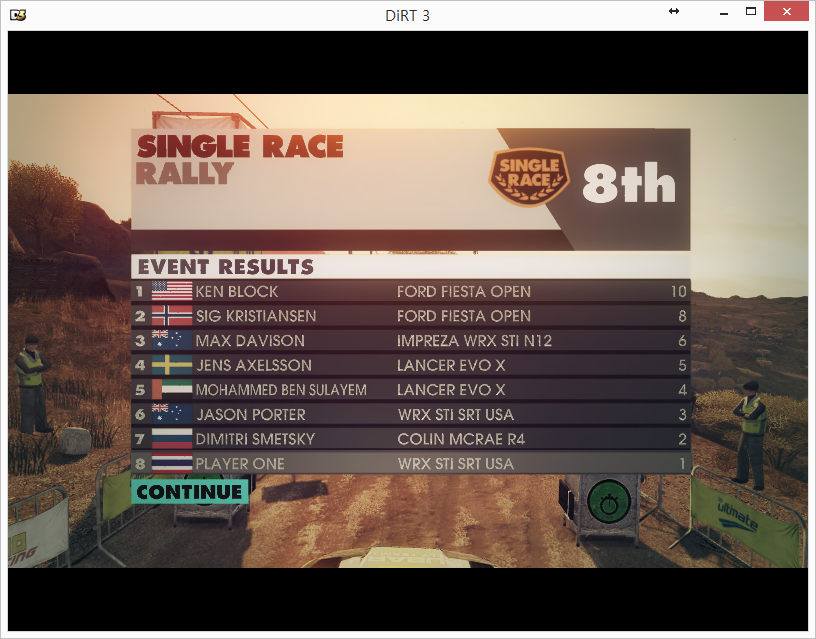 DiRT 3
SINGLE RACE
RALLY
SINGLE
RACE
8th
EVENT RESULTS
1 KEN BLOCK FORD FIESTA OPEN 10
2 SIG KRISTIANSEN FORD FIESTA OPEN 8
3 MAX DAVISON IMPREZA WRX STI N12 6
4 JENS AXELSSON LANCER EVO X 5
5 MOHAMMED BEN SULAYEM LANCER EVO X 4
6 JASON PORTER WRX STI SRT USA 3
7 DIMITRI SMETSKY COLIN MCRAE R4 2
8 PLAYER ONE WRX STI SRT USA 1
CONTINUE
ultimate